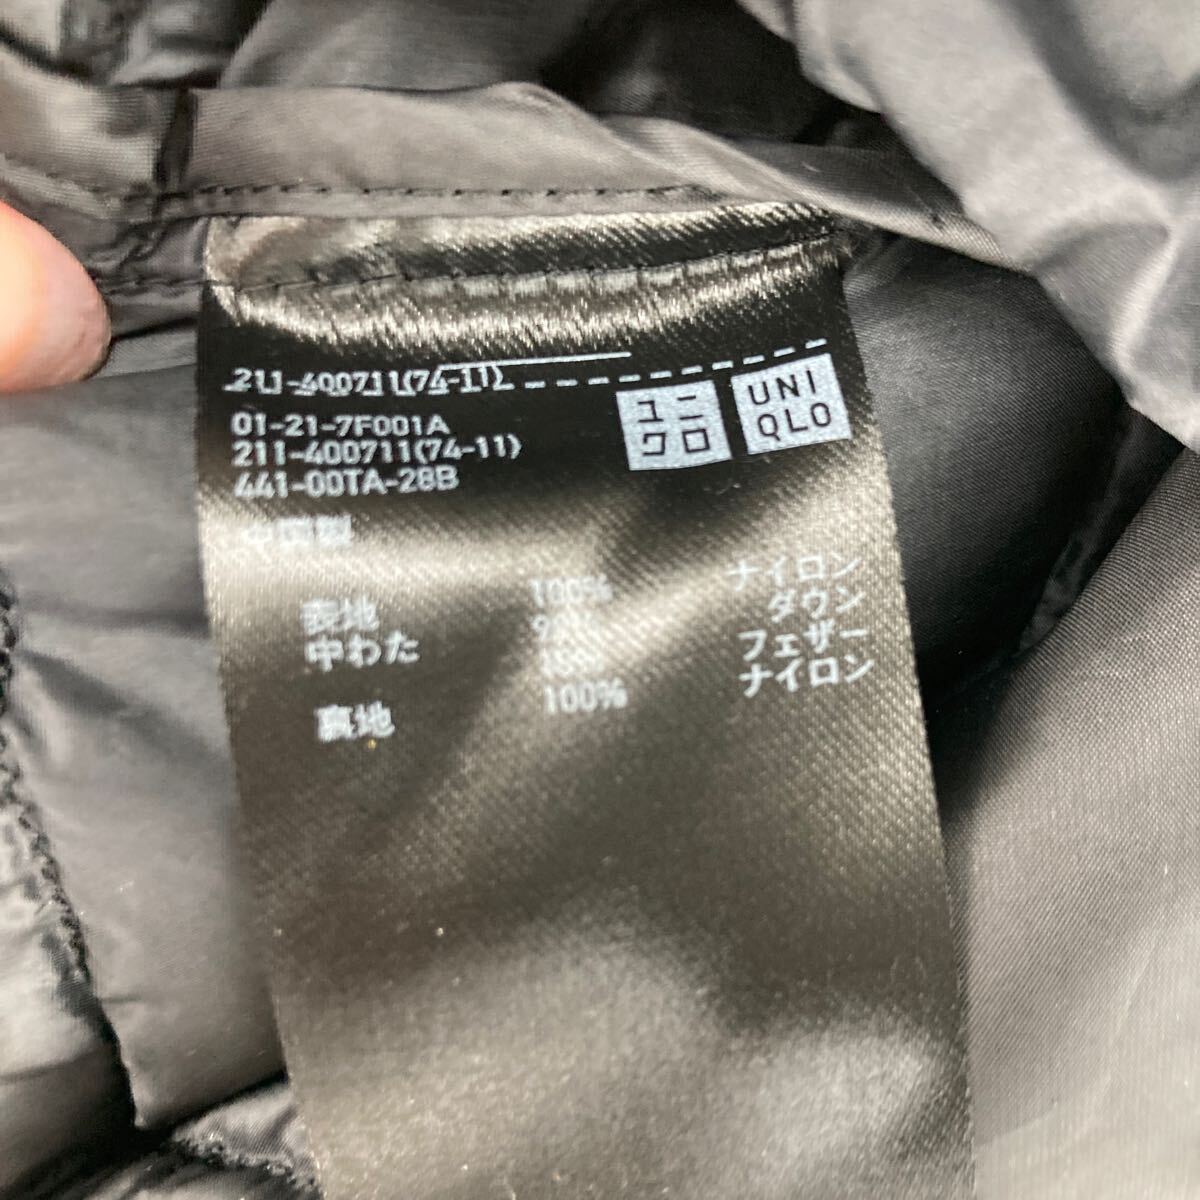 211-400711(74-11)
ユニクロ
UNIQLO
01-21-7F001A
211-400711(74-11)
441-00TA-28B
中国製
表地 100% ナイロン
中わた ダウン
フェザー
裏地 100% ナイロン